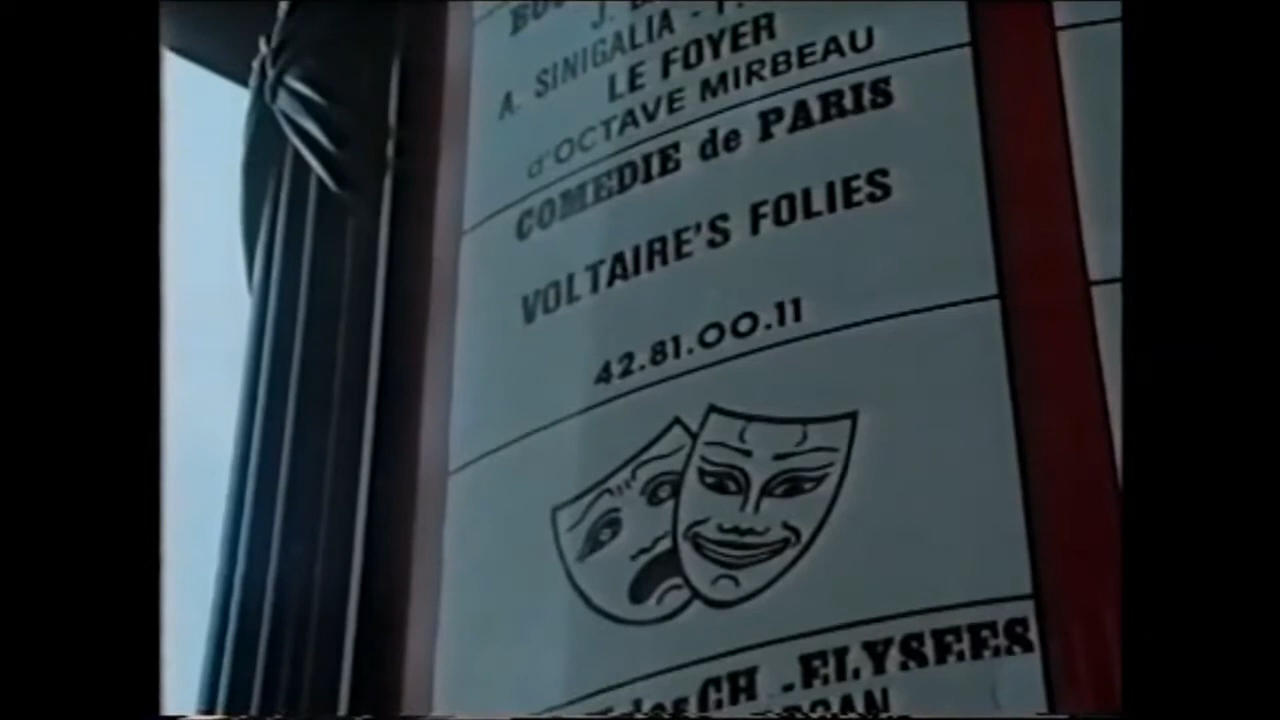 A. SINIGALIA
LE FOYER
d'OCTAVE MIRBEAU
COMEDIE de PARIS
VOLTAIRE'S FOLIES
42.81.00.11
CH.-ELYSEES